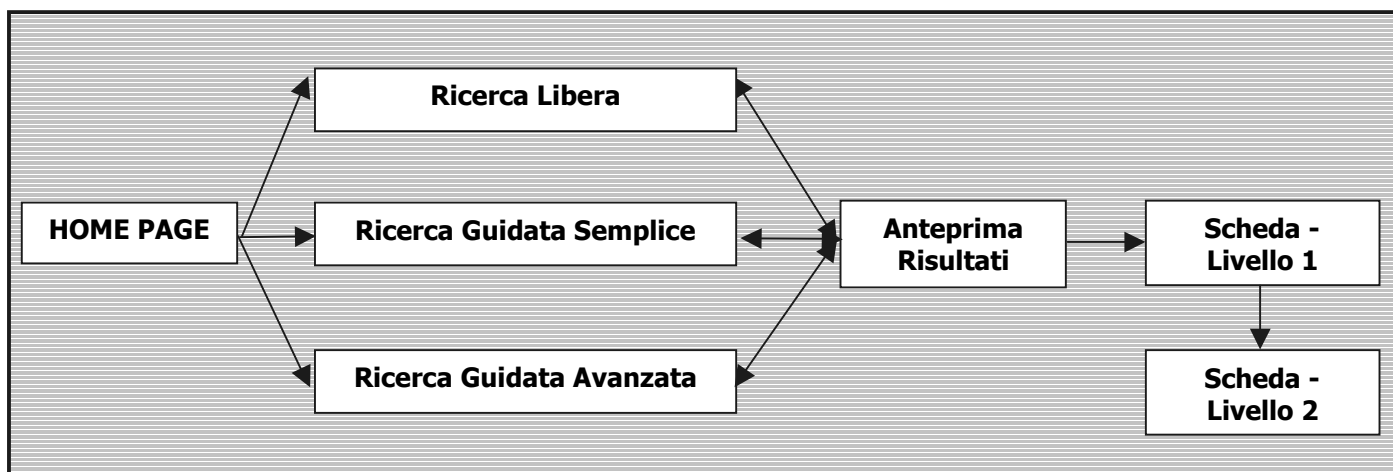 Ricerca Libera
HOME PAGE
Ricerca Guidata Semplice
Anteprima
Risultati
Scheda -
Livello 1
Ricerca Guidata Avanzata
Scheda -
Livello 2